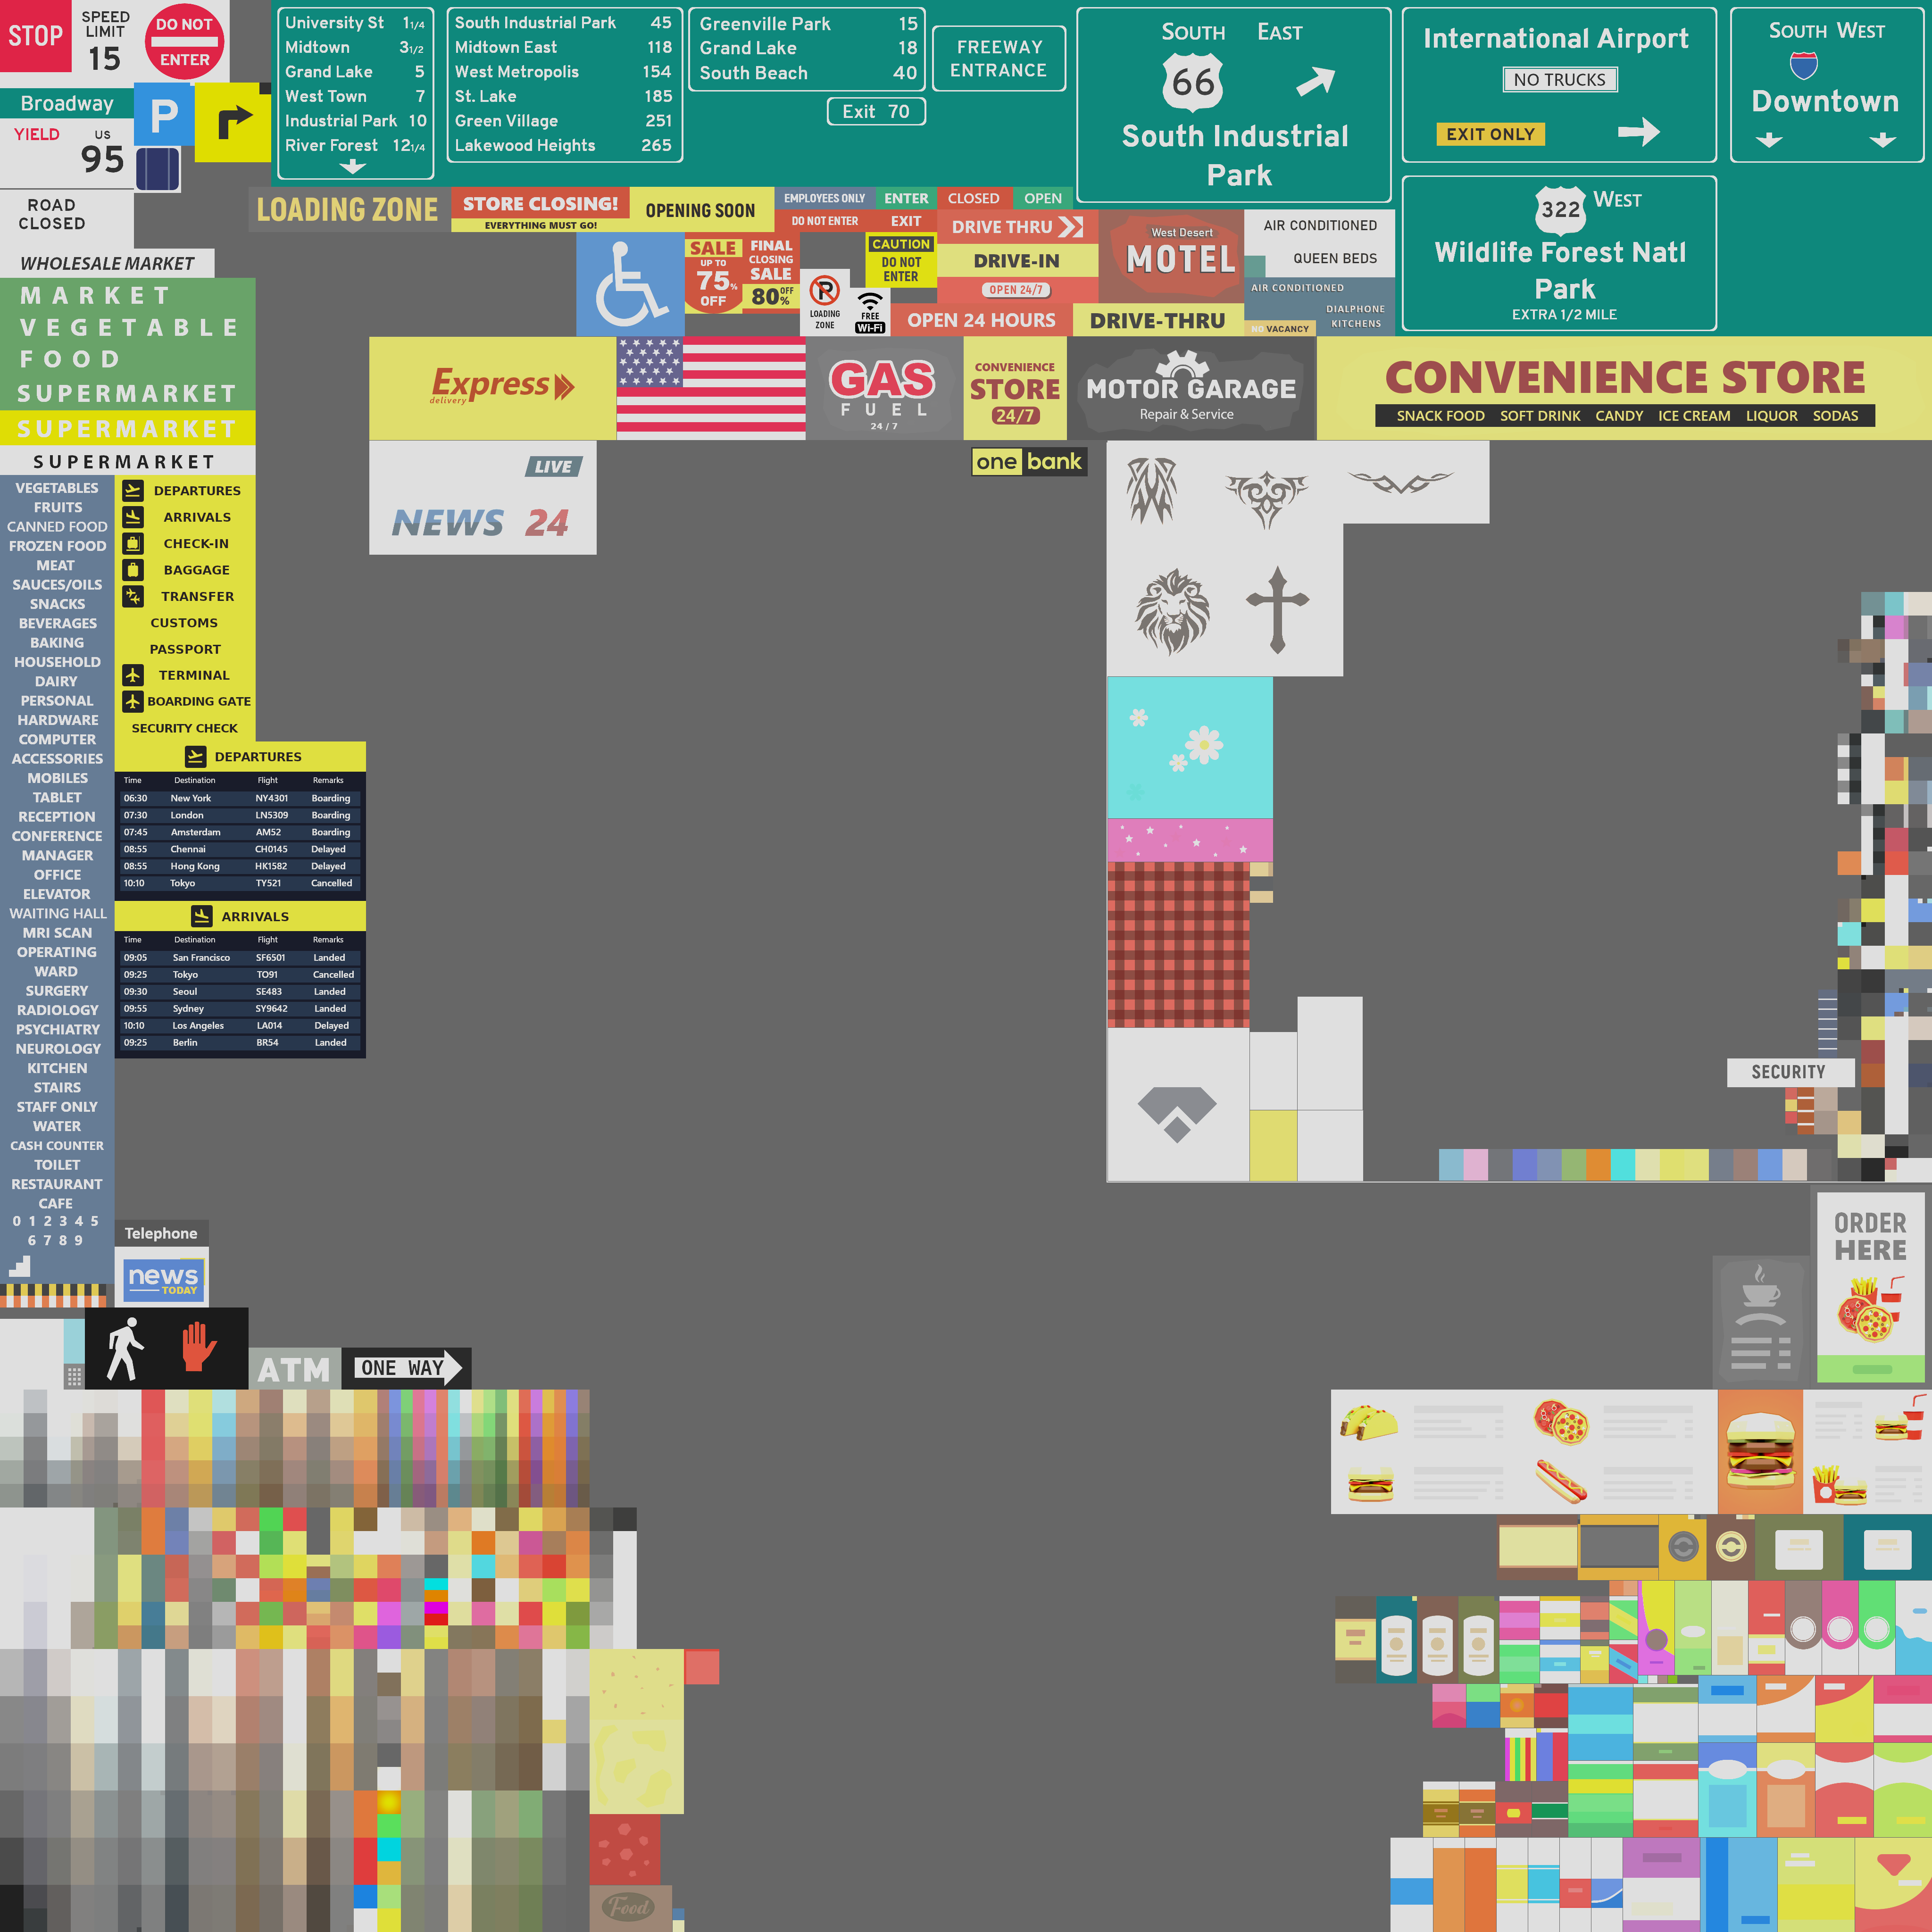 STOP
SPEED
LIMIT
15
DO NOT
ENTER
Broadway
YIELD
US
95
P
ROAD
CLOSED
University St 1 1/4
Midtown 3 1/2
Grand Lake 5
West Town 7
Industrial Park 10
River Forest 12 1/4
South Industrial Park 45
Midtown East 118
West Metropolis 154
St. Lake 185
Green Village 251
Lakewood Heights 265
Greenville Park 15
Grand Lake 18
South Beach 40
Exit 70
FREEWAY
ENTRANCE
SOUTH EAST
66
South Industrial
Park
International Airport
NO TRUCKS
EXIT ONLY
SOUTH WEST
Downtown
322 WEST
Wildlife Forest Natl
Park
EXTRA 1/2 MILE
LOADING ZONE
STORE CLOSING!
EVERYTHING MUST GO!
OPENING SOON
EMPLOYEES ONLY
ENTER
CLOSED
OPEN
DO NOT ENTER
EXIT
SALE
UP TO
75%
OFF
FINAL
CLOSING
SALE
80% OFF
P
LOADING
ZONE
CAUTION
DO NOT
ENTER
FREE
Wi-Fi
DRIVE THRU
DRIVE-IN
OPEN 24/7
OPEN 24 HOURS
DRIVE-THRU
West Desert
MOTEL
AIR CONDITIONED
QUEEN BEDS
AIR CONDITIONED
DIALPHONE
KITCHENS
NO VACANCY
WHOLESALE MARKET
MARKET
VEGETABLE
FOOD
SUPERMARKET
SUPERMARKET
SUPERMARKET
Express
delivery
GAS
FUEL
24 / 7
CONVENIENCE
STORE
24/7
MOTOR GARAGE
Repair & Service
CONVENIENCE STORE
SNACK FOOD SOFT DRINK CANDY ICE CREAM LIQUOR SODAS
LIVE
NEWS 24
one bank
VEGETABLES
FRUITS
CANNED FOOD
FROZEN FOOD
MEAT
SAUCES/OILS
SNACKS
BEVERAGES
BAKING
HOUSEHOLD
DAIRY
PERSONAL
HARDWARE
COMPUTER
ACCESSORIES
MOBILES
TABLET
RECEPTION
CONFERENCE
MANAGER
OFFICE
ELEVATOR
WAITING HALL
MRI SCAN
OPERATING
WARD
SURGERY
RADIOLOGY
PSYCHIATRY
NEUROLOGY
KITCHEN
STAIRS
STAFF ONLY
WATER
CASH COUNTER
TOILET
RESTAURANT
CAFE
0 1 2 3 4 5
6 7 8 9
DEPARTURES
ARRIVALS
CHECK-IN
BAGGAGE
TRANSFER
CUSTOMS
PASSPORT
TERMINAL
BOARDING GATE
SECURITY CHECK
DEPARTURES
Time Destination Flight Remarks
06:30 New York NY4301 Boarding
07:30 London LN5309 Boarding
07:45 Amsterdam AM52 Boarding
08:55 Chennai CH0145 Delayed
08:55 Hong Kong HK1582 Delayed
10:10 Tokyo TY521 Cancelled
ARRIVALS
Time Destination Flight Remarks
09:05 San Francisco SF6501 Landed
09:25 Tokyo TO91 Cancelled
09:30 Seoul SE483 Landed
09:55 Sydney SY9642 Landed
10:10 Los Angeles LA014 Delayed
09:25 Berlin BR54 Landed
SECURITY
Telephone
news
TODAY
ATM
ONE WAY
ORDER
HERE
Food